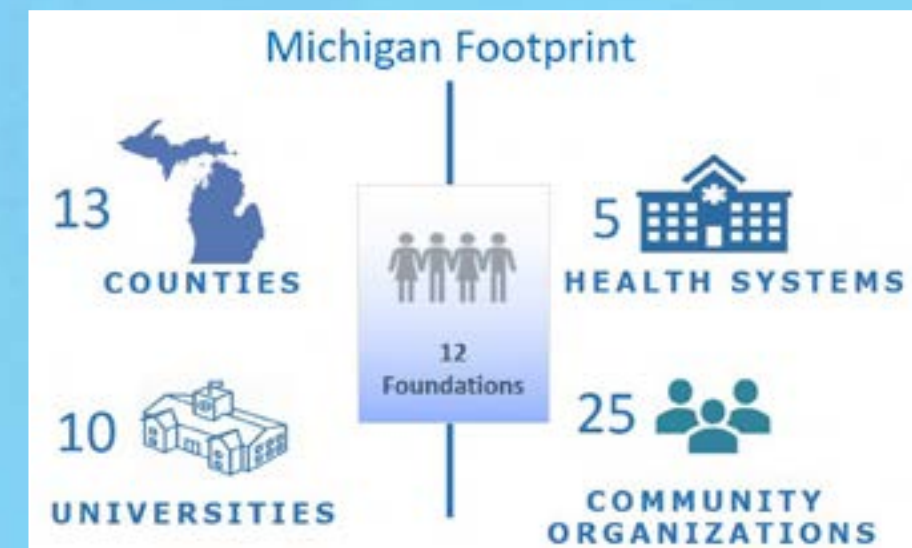 Michigan Footprint
13
COUNTIES
5
HEALTH SYSTEMS
12
Foundations
10
UNIVERSITIES
25
COMMUNITY
ORGANIZATIONS